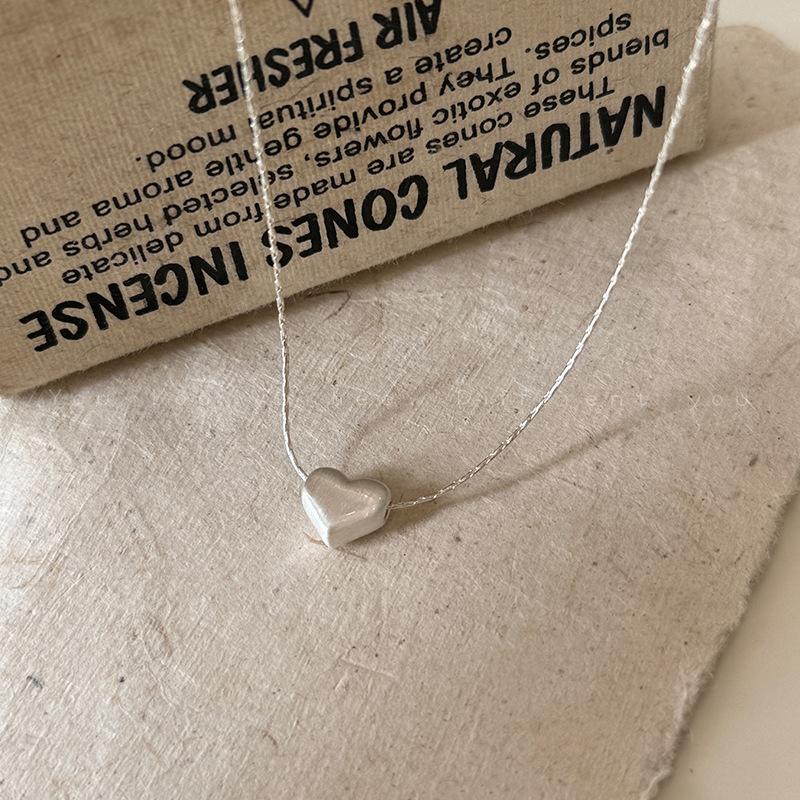 NATURAL CONES INCENSE
These cones are made from delicate
blends of exotic flowers, selected herbs and
spices. They provide gentle aroma and
create a spiritual mood.
AIR FRESHER
you